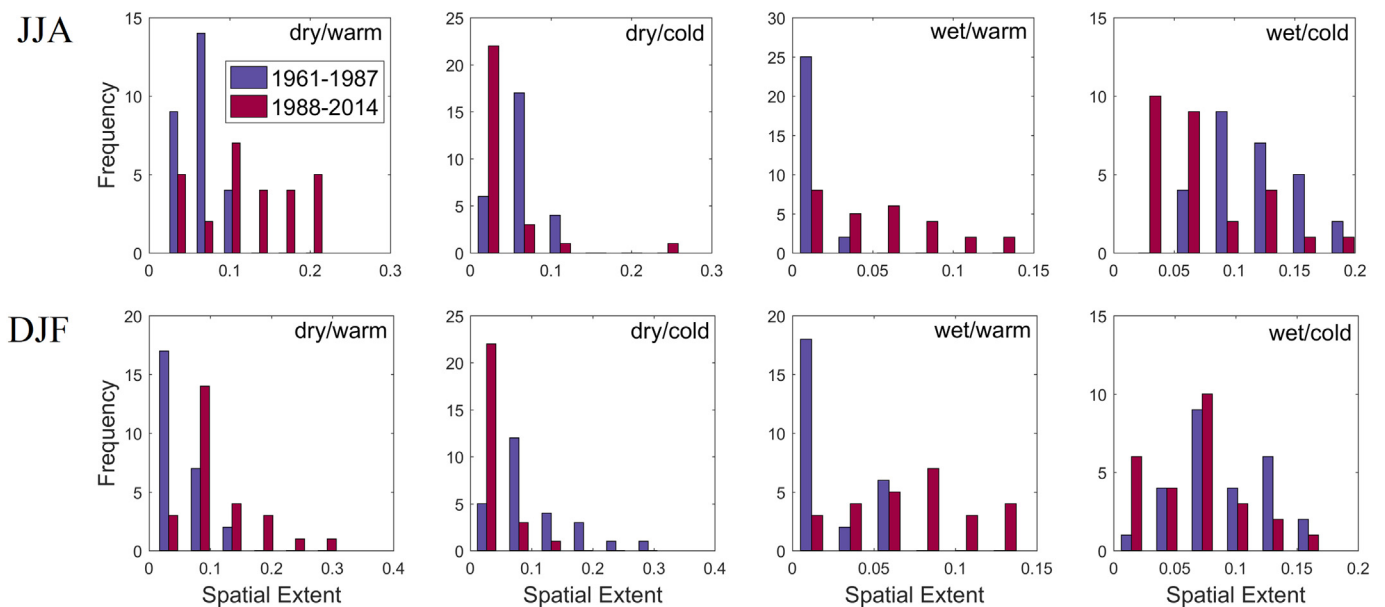 JJA
dry/warm
1961-1987
1988-2014
Frequency
15
10
5
0
0 0.1 0.2 0.3
dry/cold
25
20
15
10
5
0
0 0.1 0.2 0.3
wet/warm
30
25
20
15
10
5
0
0 0.05 0.1 0.15
wet/cold
15
10
5
0
0 0.05 0.1 0.15 0.2
DJF
dry/warm
Frequency
20
15
10
5
0
0 0.1 0.2 0.3 0.4
Spatial Extent
dry/cold
25
20
15
10
5
0
0 0.1 0.2 0.3 0.4
Spatial Extent
wet/warm
20
15
10
5
0
0 0.05 0.1 0.15
Spatial Extent
wet/cold
15
10
5
0
0 0.05 0.1 0.15 0.2
Spatial Extent